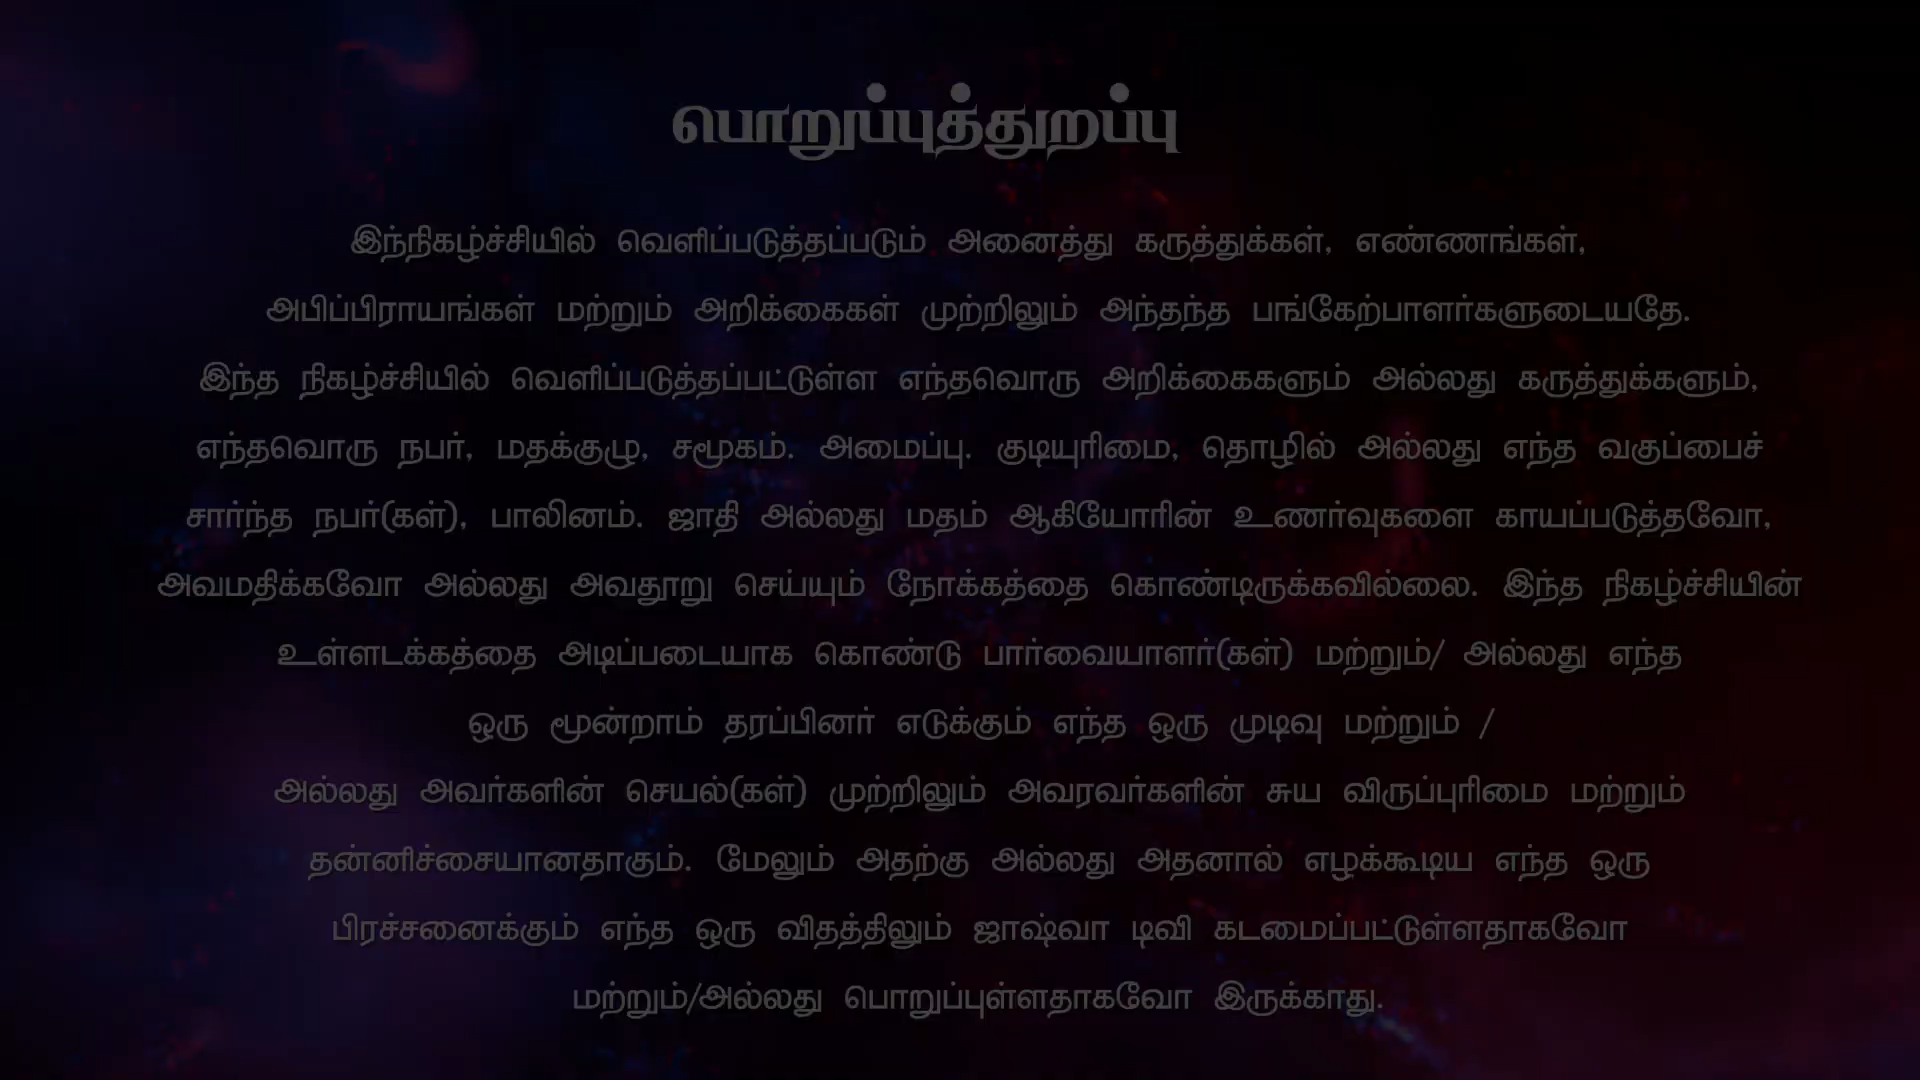 பொறுப்புத்துறப்பு
இந்நிகழ்ச்சியில் வெளிப்படுத்தப்படும் அனைத்து கருத்துக்கள், எண்ணங்கள்,
அபிப்பிராயங்கள் மற்றும் அறிக்கைகள் முற்றிலும் அந்தந்த பங்கேற்பாளர்களுடையதே.
இந்த நிகழ்ச்சியில் வெளிப்படுத்தப்பட்டுள்ள எந்தவொரு அறிக்கைகளும் அல்லது கருத்துக்களும்,
எந்தவொரு நபர், மதக்குழு, சமூகம். அமைப்பு. குடியுரிமை, தொழில் அல்லது எந்த வகுப்பைச்
சார்ந்த நபர்(கள்), பாலினம். ஜாதி அல்லது மதம் ஆகியோரின் உணர்வுகளை காயப்படுத்தவோ,
அவமதிக்கவோ அல்லது அவதூறு செய்யும் நோக்கத்தை கொண்டிருக்கவில்லை. இந்த நிகழ்ச்சியின்
உள்ளடக்கத்தை அடிப்படையாக கொண்டு பார்வையாளர்(கள்) மற்றும்/ அல்லது எந்த
ஒரு மூன்றாம் தரப்பினர் எடுக்கும் எந்த ஒரு முடிவு மற்றும் /
அல்லது அவர்களின் செயல்(கள்) முற்றிலும் அவரவர்களின் சுய விருப்புரிமை மற்றும்
தன்னிச்சையானதாகும். மேலும் அதற்கு அல்லது அதனால் எழக்கூடிய எந்த ஒரு
பிரச்சனைக்கும் எந்த ஒரு விதத்திலும் ஜாஷ்வா டிவி கடமைப்பட்டுள்ளதாகவோ
மற்றும்/அல்லது பொறுப்புள்ளதாகவோ இருக்காது.